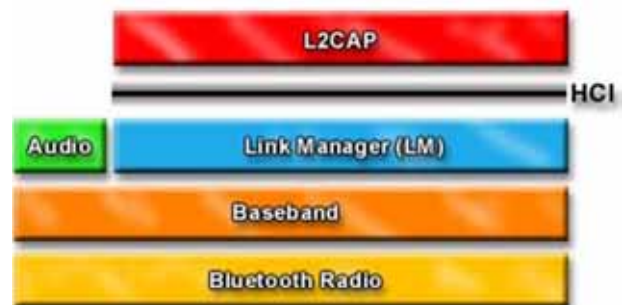 L2CAP
HCI
Audio
Link Manager (LM)
Baseband
Bluetooth Radio